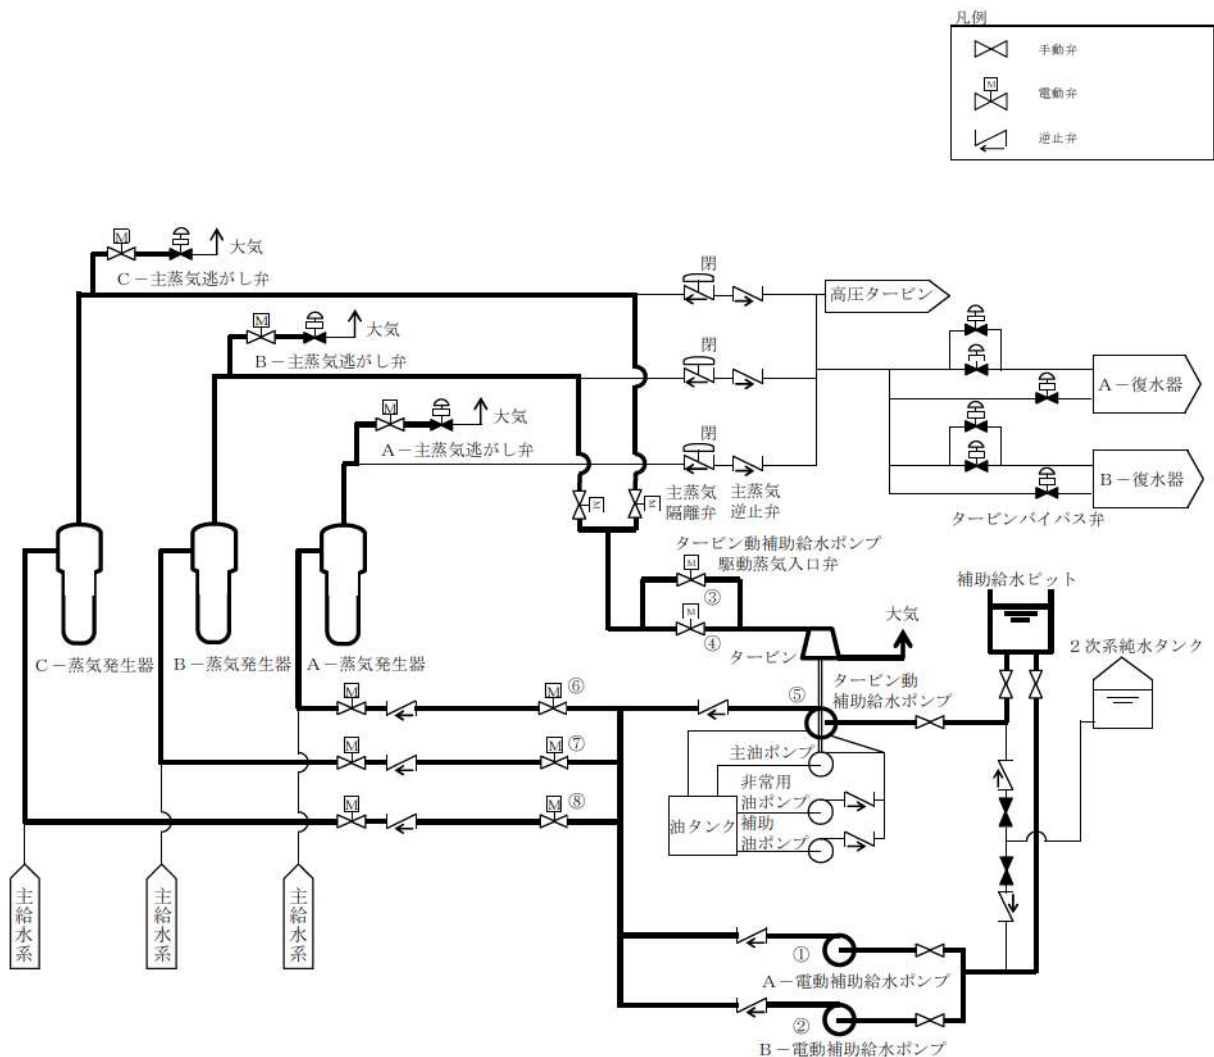 凡例
手動弁
M
電動弁
逆止弁
M
大気
C-主蒸気逃がし弁
閉
高圧タービン
M
大気
B-主蒸気逃がし弁
閉
A-復水器
M
大気
A-主蒸気逃がし弁
閉
B-復水器
主蒸気
隔離弁
主蒸気
逆止弁
タービンバイパス弁
M
M
タービン動補助給水ポンプ
駆動蒸気入口弁
M
③
M
④
タービン
大気
補助給水ピット
2次系純水タンク
C-蒸気発生器
B-蒸気発生器
A-蒸気発生器
タービン動
補助給水ポンプ
⑤
M
M
⑥
M
M
⑦
M
M
⑧
主油ポンプ
非常用
油ポンプ
補助
油ポンプ
油タンク
主給水系
主給水系
主給水系
①
A-電動補助給水ポンプ
②
B-電動補助給水ポンプ